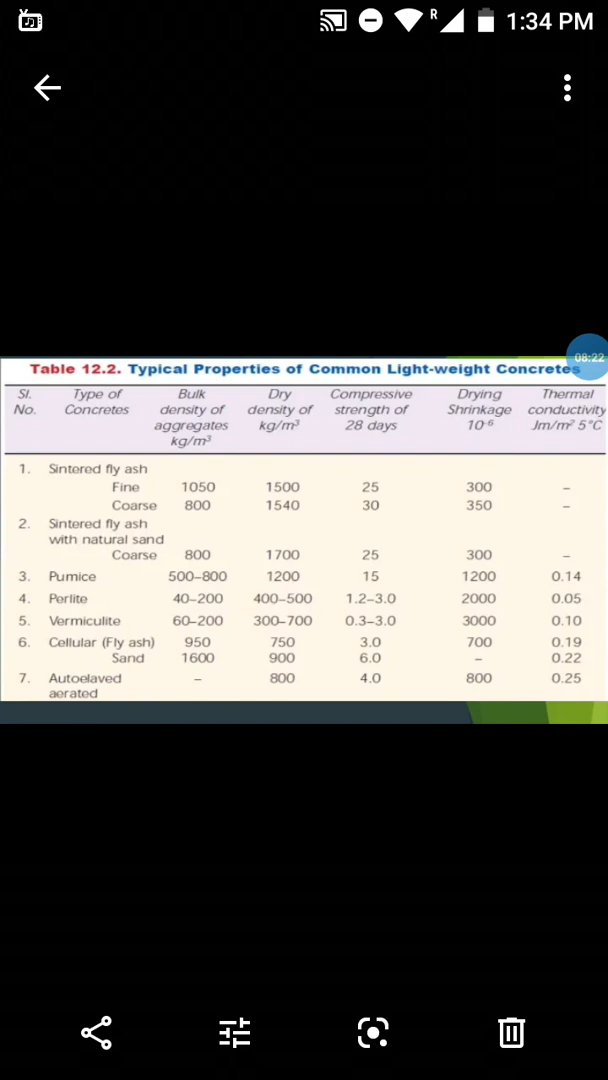 R 1:34 PM
08:22
Table 12.2. Typical Properties of Common Light-weight Concretes
Sl. Type of Bulk Dry Compressive Drying Thermal
No. Concretes density of density of strength of Shrinkage conductivity
aggregates kg/m³ 28 days 10⁻⁶ Jm/m² 5°C
kg/m³
1. Sintered fly ash
Fine 1050 1500 25 300 –
Coarse 800 1540 30 350 –
2. Sintered fly ash
with natural sand
Coarse 800 1700 25 300 –
3. Pumice 500–800 1200 15 1200 0.14
4. Perlite 40–200 400–500 1.2–3.0 2000 0.05
5. Vermiculite 60–200 300–700 0.3–3.0 3000 0.10
6. Cellular (Fly ash) 950 750 3.0 700 0.19
Sand 1600 900 6.0 – 0.22
7. Autoelaved – 800 4.0 800 0.25
aerated